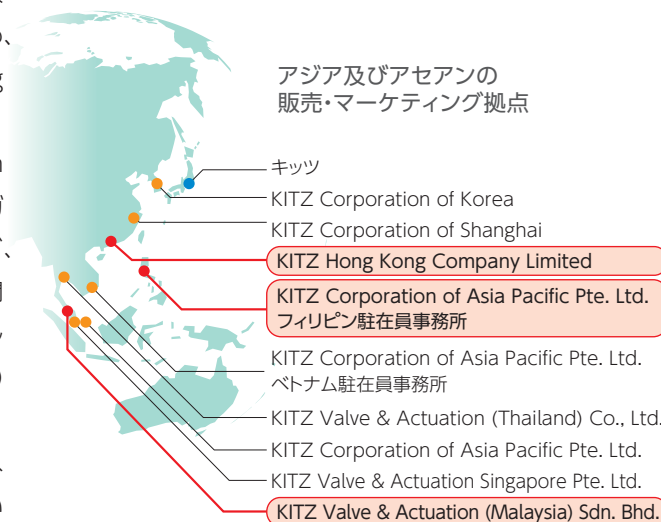 アジア及びアセアンの
販売・マーケティング拠点
キッツ
KITZ Corporation of Korea
KITZ Corporation of Shanghai
KITZ Hong Kong Company Limited
KITZ Corporation of Asia Pacific Pte. Ltd.
フィリピン駐在員事務所
KITZ Corporation of Asia Pacific Pte. Ltd.
ベトナム駐在員事務所
KITZ Valve & Actuation (Thailand) Co., Ltd.
KITZ Corporation of Asia Pacific Pte. Ltd.
KITZ Valve & Actuation Singapore Pte. Ltd.
KITZ Valve & Actuation (Malaysia) Sdn. Bhd.